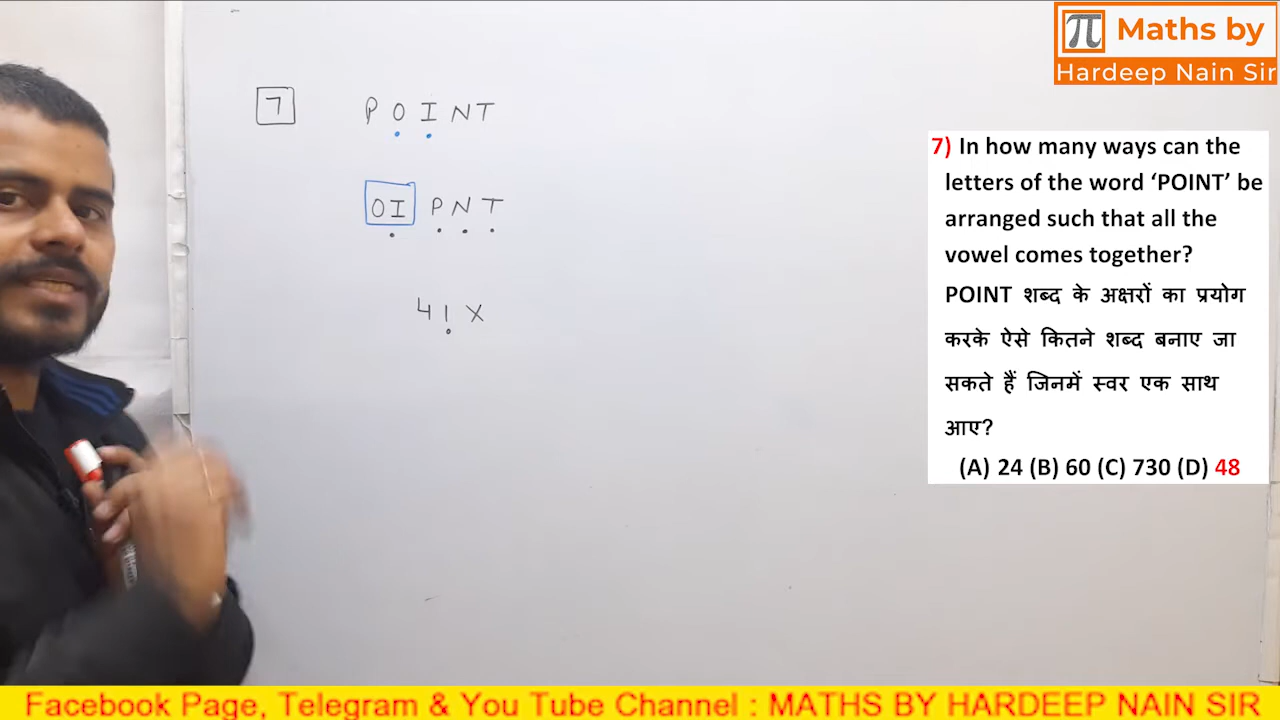 π Maths by
Hardeep Nain Sir
7 POINT
OI PNT
4! X
7) In how many ways can the
letters of the word ‘POINT’ be
arranged such that all the
vowel comes together?
POINT शब्द के अक्षरों का प्रयोग
करके ऐसे कितने शब्द बनाए जा
सकते हैं जिनमें स्वर एक साथ
आए?
(A) 24 (B) 60 (C) 730 (D) 48
Facebook Page, Telegram & You Tube Channel : MATHS BY HARDEEP NAIN SIR